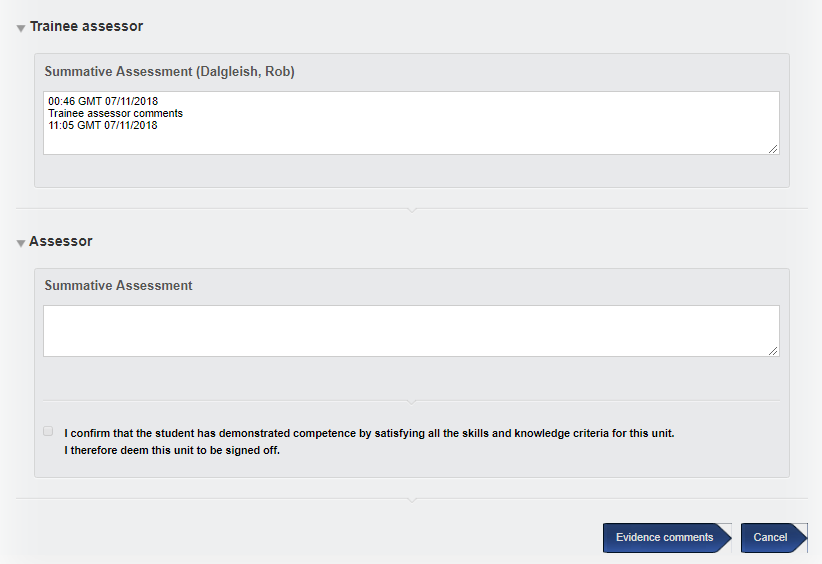 Trainee assessor
Summative Assessment (Dalgleish, Rob)
00:46 GMT 07/11/2018
Trainee assessor comments
11:05 GMT 07/11/2018
Assessor
Summative Assessment
I confirm that the student has demonstrated competence by satisfying all the skills and knowledge criteria for this unit.
I therefore deem this unit to be signed off.
Evidence comments
Cancel